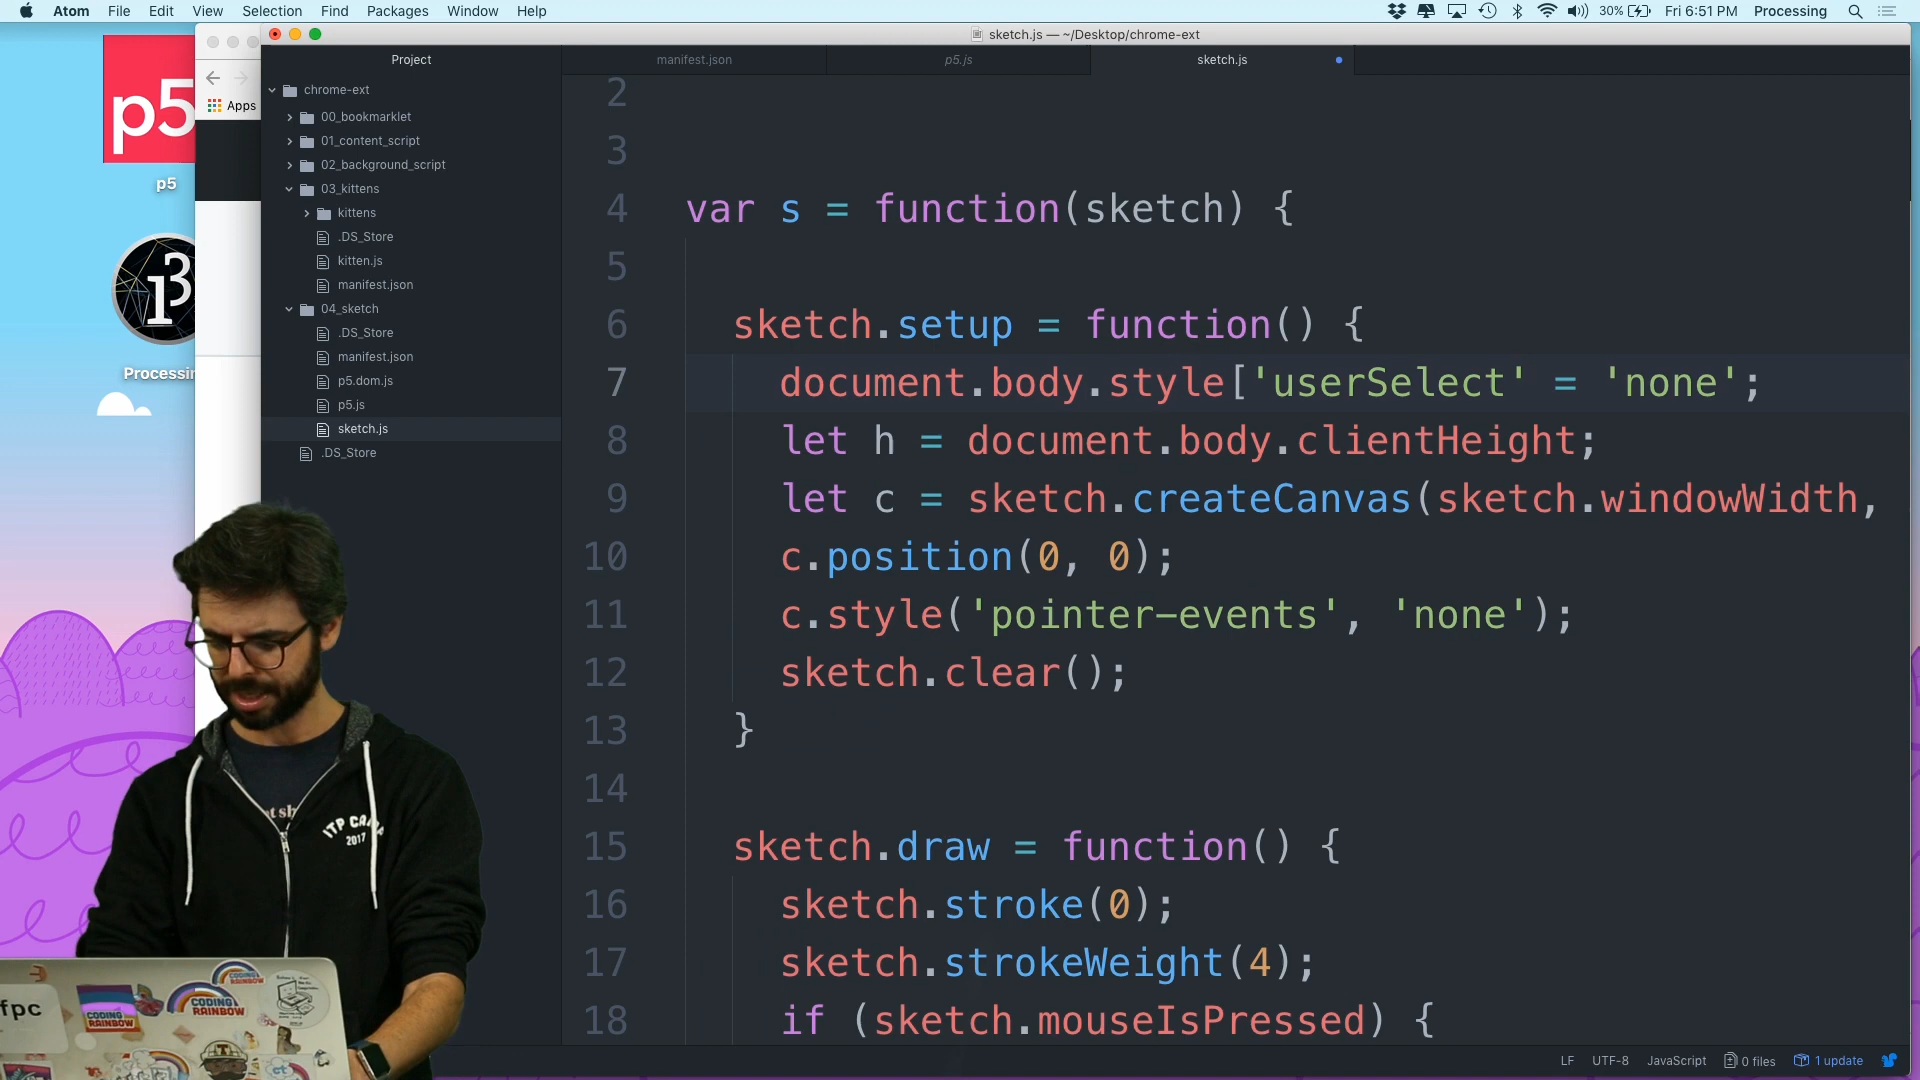 Atom File Edit View Selection Find Packages Window Help
30% Fri 6:51 PM Processing
sketch.js — ~/Desktop/chrome-ext
Project
manifest.json
p5.js
sketch.js
Apps
p5
p5
Processin
chrome-ext
00_bookmarklet
01_content_script
02_background_script
03_kittens
kittens
.DS_Store
kitten.js
manifest.json
04_sketch
.DS_Store
manifest.json
p5.dom.js
p5.js
sketch.js
.DS_Store
2
3
4 var s = function(sketch) {
5
6 sketch.setup = function() {
7 document.body.style['userSelect' = 'none';
8 let h = document.body.clientHeight;
9 let c = sketch.createCanvas(sketch.windowWidth,
10 c.position(0, 0);
11 c.style('pointer-events', 'none');
12 sketch.clear();
13 }
14
15 sketch.draw = function() {
16 sketch.stroke(0);
17 sketch.strokeWeight(4);
18 if (sketch.mouseIsPressed) {
ITP CAMP
2017
fpc
CODING
RAINBOW
CODING
RAINBOW
CODING
RAINBOW
ct
LF UTF-8 JavaScript 0 files 1 update